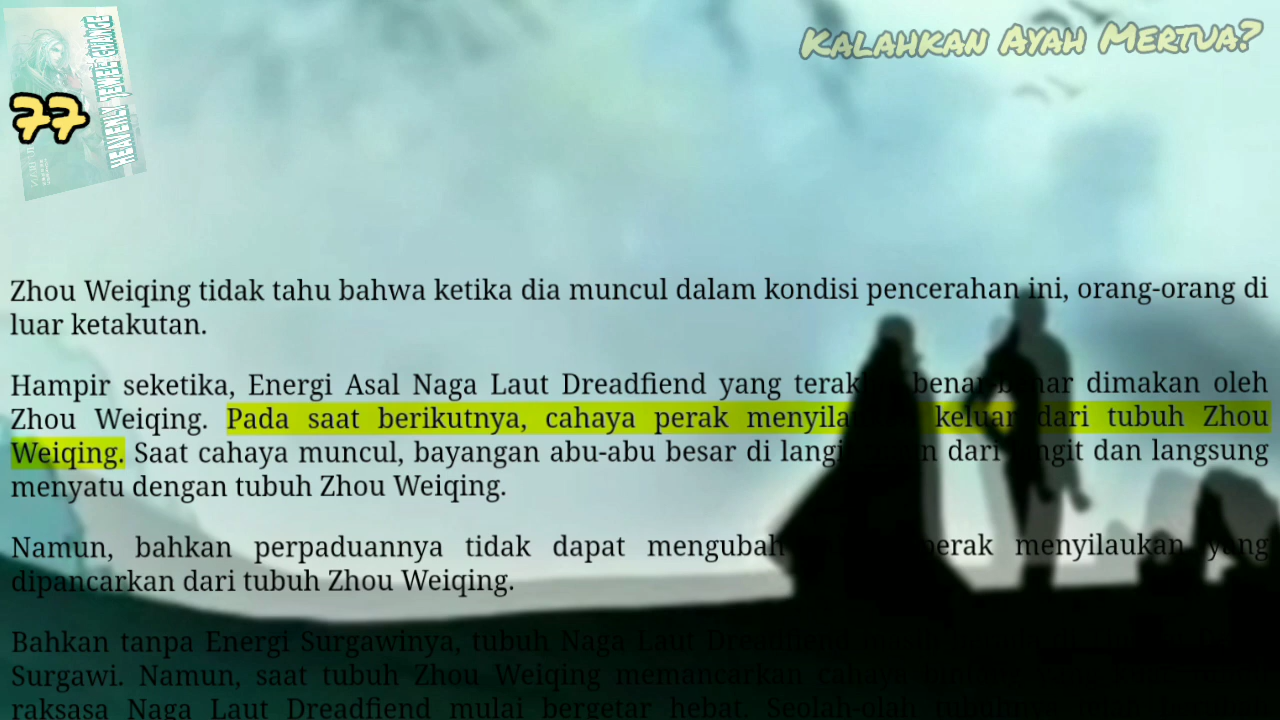 Kalahkan Ayah Mertua?
HEAVENLY JEWEL CHANGE
77
Zhou Weiqing tidak tahu bahwa ketika dia muncul dalam kondisi pencerahan ini, orang-orang di
luar ketakutan.
Hampir seketika, Energi Asal Naga Laut Dreadfiend yang benar dimakan oleh
Zhou Weiqing. Pada saat berikutnya, cahaya perak keluar dari tubuh Zhou
Weiqing. Saat cahaya muncul, bayangan abu-abu besar di dari langit dan langsung
menyatu dengan tubuh Zhou Weiqing.
Namun, bahkan perpaduannya tidak dapat mengubah perak menyilaukan yang
dipancarkan dari tubuh Zhou Weiqing.
Bahkan tanpa Energi Surgawinya, tubuh Naga Laut Dreadfiend
Surgawi. Namun, saat tubuh Zhou Weiqing memancarkan cahaya
raksasa Naga Laut Dreadfiend mulai bergetar hebat. Seolah-olah